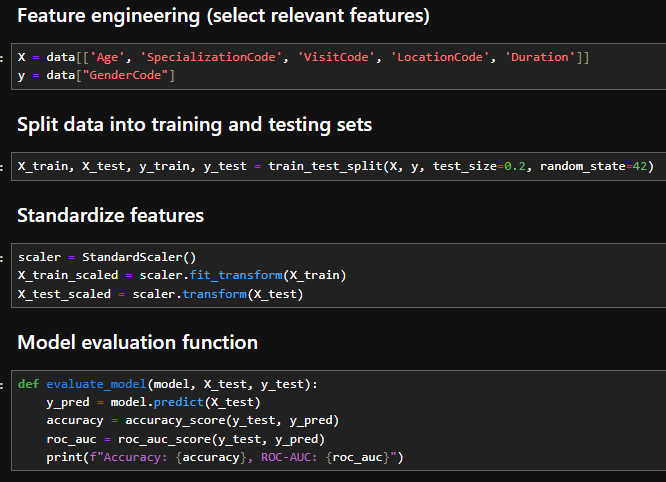 Feature engineering (select relevant features)
X = data[['Age', 'SpecializationCode', 'VisitCode', 'LocationCode', 'Duration']]
y = data["GenderCode"]
Split data into training and testing sets
X_train, X_test, y_train, y_test = train_test_split(X, y, test_size=0.2, random_state=42)
Standardize features
scaler = StandardScaler()
X_train_scaled = scaler.fit_transform(X_train)
X_test_scaled = scaler.transform(X_test)
Model evaluation function
def evaluate_model(model, X_test, y_test):
    y_pred = model.predict(X_test)
    accuracy = accuracy_score(y_test, y_pred)
    roc_auc = roc_auc_score(y_test, y_pred)
    print(f"Accuracy: {accuracy}, ROC-AUC: {roc_auc}")